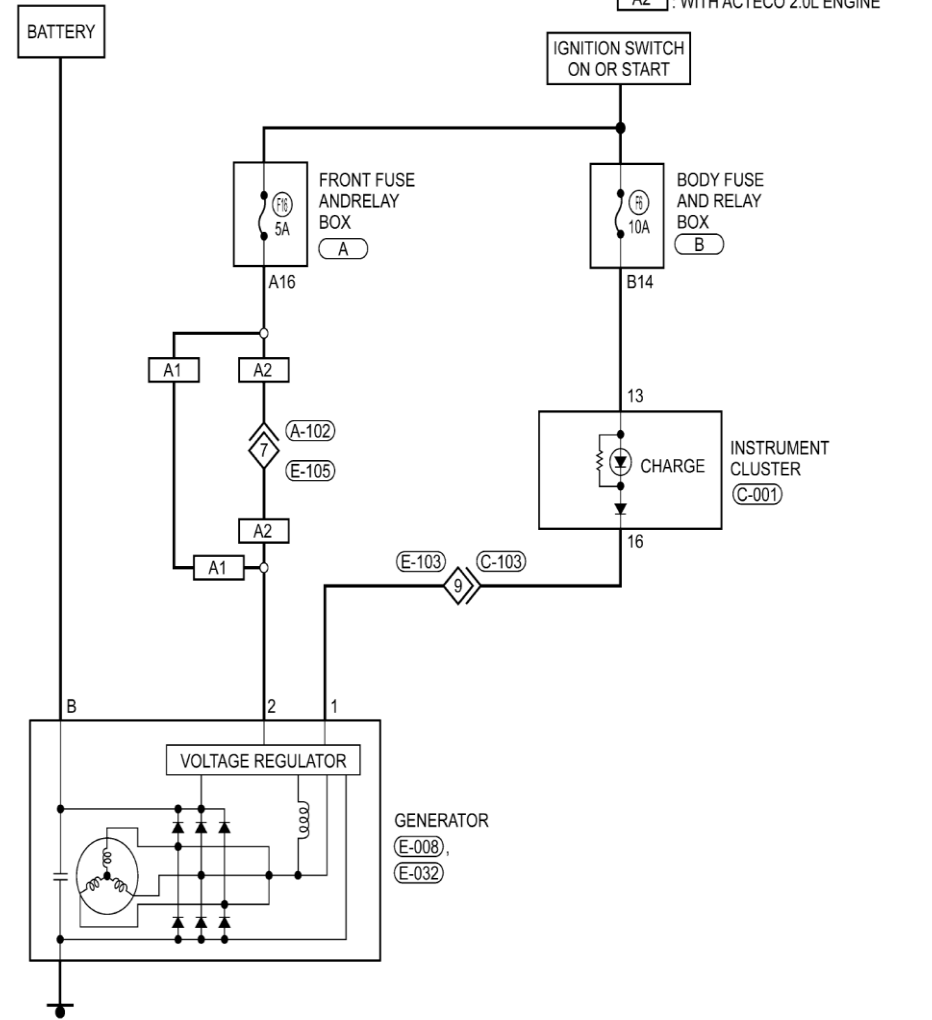 A2 : WITH ACTECO 2.0L ENGINE
BATTERY
IGNITION SWITCH
ON OR START
FRONT FUSE
ANDRELAY
BOX
A
F16
5A
A16
BODY FUSE
AND RELAY
BOX
B
F6
10A
B14
A1
A2
A-102
7
E-105
A2
A1
13
CHARGE
INSTRUMENT
CLUSTER
C-001
16
E-103
9
C-103
B
2
1
VOLTAGE REGULATOR
GENERATOR
E-008,
E-032